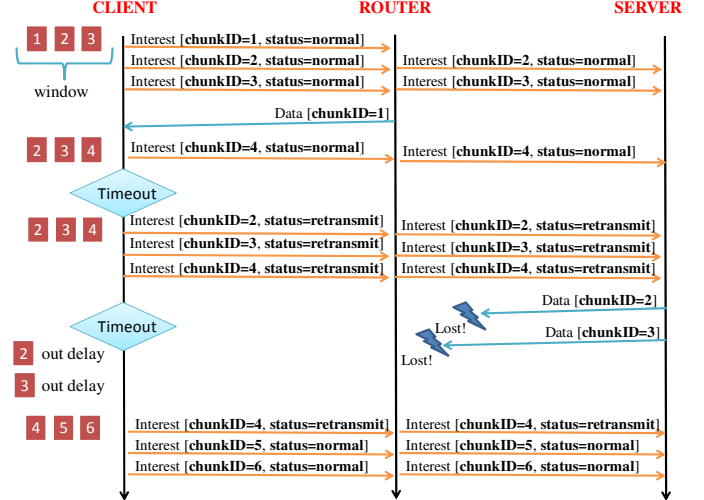 CLIENT ROUTER SERVER
1 2 3 Interest [chunkID=1, status=normal]
Interest [chunkID=2, status=normal] Interest [chunkID=2, status=normal]
Interest [chunkID=3, status=normal] Interest [chunkID=3, status=normal]
window
Data [chunkID=1]
2 3 4 Interest [chunkID=4, status=normal] Interest [chunkID=4, status=normal]
Timeout
2 3 4 Interest [chunkID=2, status=retransmit] Interest [chunkID=2, status=retransmit]
Interest [chunkID=3, status=retransmit] Interest [chunkID=3, status=retransmit]
Interest [chunkID=4, status=retransmit] Interest [chunkID=4, status=retransmit]
Data [chunkID=2]
Timeout Lost! Data [chunkID=3]
2 out delay Lost!
3 out delay
4 5 6 Interest [chunkID=4, status=retransmit] Interest [chunkID=4, status=retransmit]
Interest [chunkID=5, status=normal] Interest [chunkID=5, status=normal]
Interest [chunkID=6, status=normal] Interest [chunkID=6, status=normal]